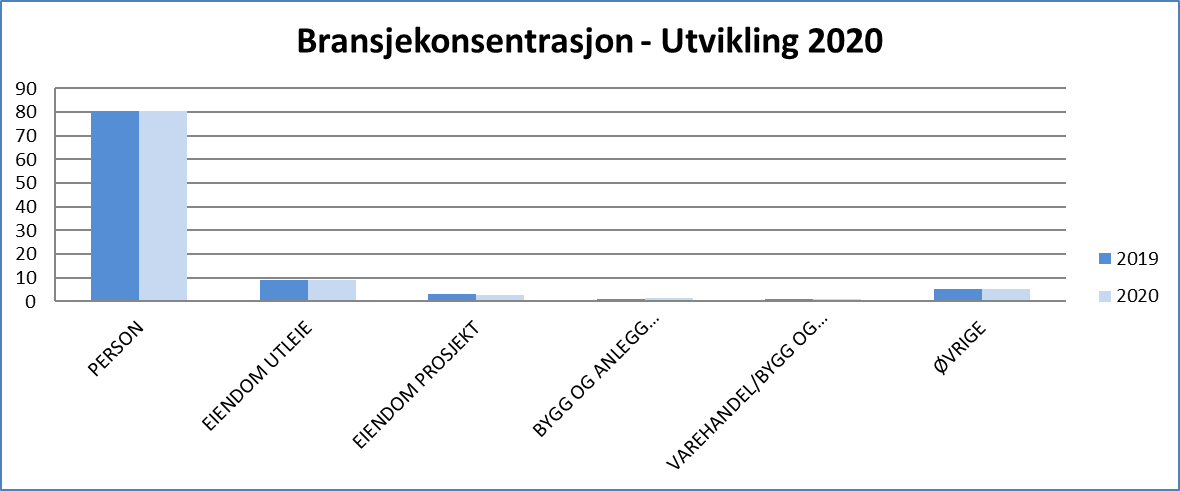 Bransjekonsentrasjon - Utvikling 2020
90
80
70
60
50
40
30
20
10
0
PERSON
EIENDOM UTLEIE
EIENDOM PROSJEKT
BYGG OG ANLEGG...
VAREHANDEL/BYGG OG...
ØVRIGE
2019
2020